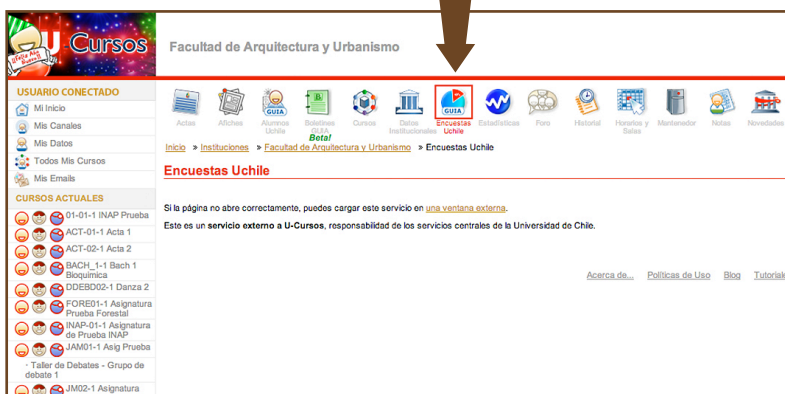 U-Cursos
Facultad de Arquitectura y Urbanismo
USUARIO CONECTADO
Mi Inicio
Mis Canales
Mis Datos
Todos Mis Cursos
Mis Emails
CURSOS ACTUALES
01-01-1 INAP Prueba
ACT-01-1 Acta 1
ACT-02-1 Acta 2
BACH_1-1 Bach 1
Bioquímica
DDEBD02-1 Danza 2
FORE01-1 Asignatura
Prueba Forestal
INAP-01-1 Asignatura
de Prueba INAP
JAM01-1 Asig Prueba
· Taller de Debates - Grupo de
debate 1
JM02-1 Asignatura
GUIA
GUIA
Actas
Afiches
Alumnos
Uchile
Boletines
GUIA
Beta!
Cursos
Datos
Institucionales
Encuestas
Uchile
Estadísticas
Foro
Historial
Horarios y
Salas
Mantenedor
Notas
Novedades
Inicio » Instituciones » Facultad de Arquitectura y Urbanismo » Encuestas Uchile
Encuestas Uchile
Si la página no abre correctamente, puedes cargar este servicio en una ventana externa.
Este es un servicio externo a U-Cursos, responsabilidad de los servicios centrales de la Universidad de Chile.
Acerca de... Políticas de Uso Blog Tutoriale